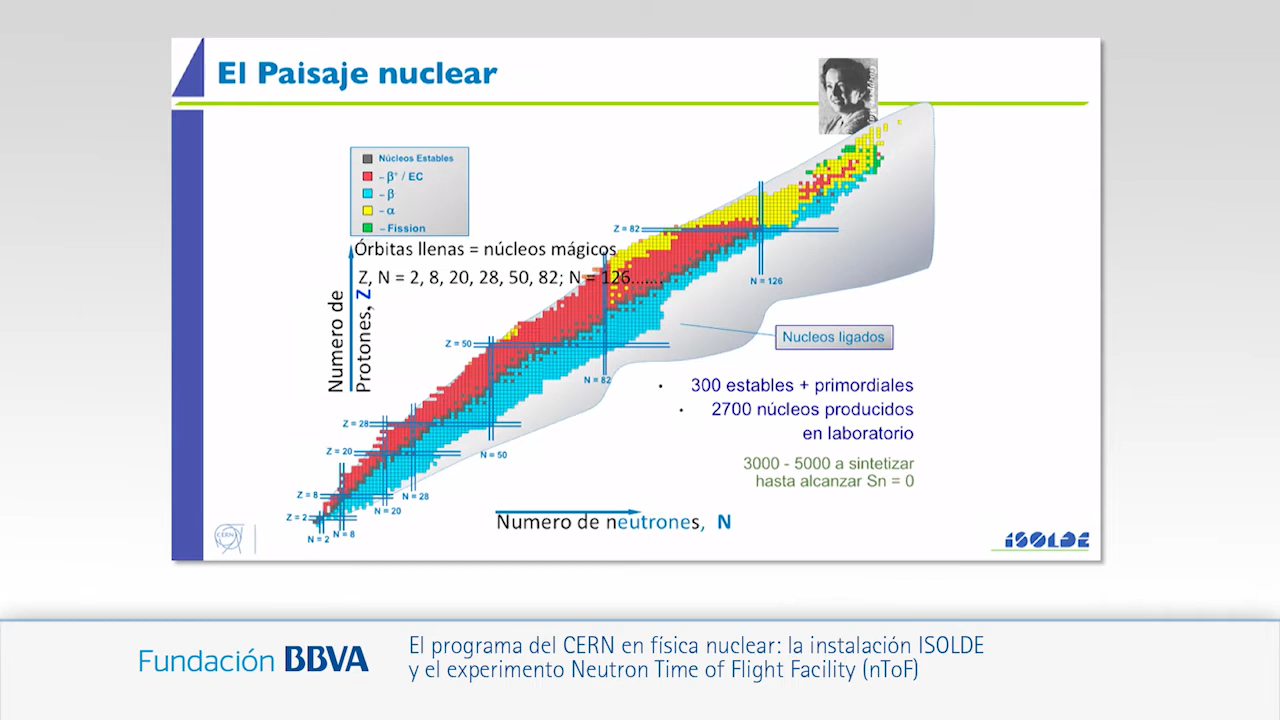 El Paisaje nuclear
Núcleos Estables
- β⁺ / EC
- β
- α
- Fission
Órbitas llenas = núcleos mágicos
Z, N = 2, 8, 20, 28, 50, 82; N = 126......
Numero de
Protones, Z
Z = 82
N = 126
Z = 50
N = 82
Nucleos ligados
300 estables + primordiales
2700 núcleos producidos
en laboratorio
3000 - 5000 a sintetizar
hasta alcanzar Sn = 0
Z = 28
Z = 20
N = 50
Z = 8
N = 28
N = 20
Z = 2
N = 2
N = 8
Numero de neutrones, N
CERN
ISOLDE
Fundación BBVA
El programa del CERN en física nuclear: la instalación ISOLDE
y el experimento Neutron Time of Flight Facility (nToF)